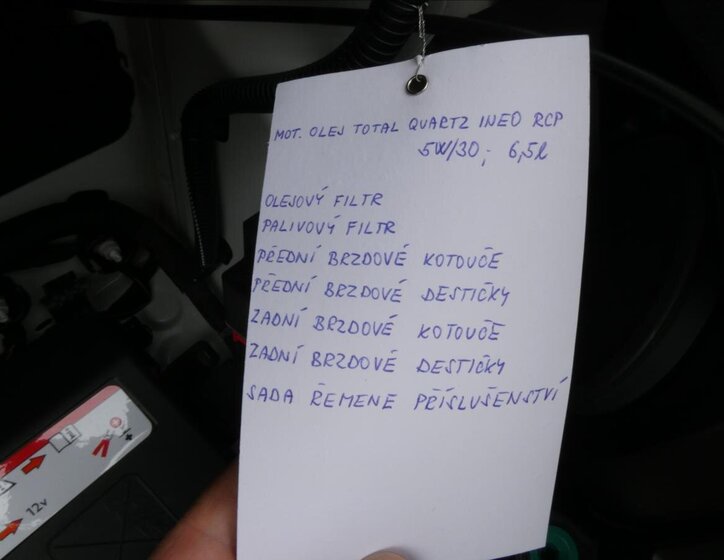 MOT. OLEJ TOTAL QUARTZ INEO RCP
5W/30,- 6,5l
OLEJOVÝ FILTR
PALIVOVÝ FILTR
PŘEDNÍ BRZDOVÉ KOTOUČE
PŘEDNÍ BRZDOVÉ DESTIČKY
ZADNÍ BRZDOVÉ KOTOUČE
ZADNÍ BRZDOVÉ DESTIČKY
SADA ŘEMENE PŘÍSLUŠENSTVÍ
12v